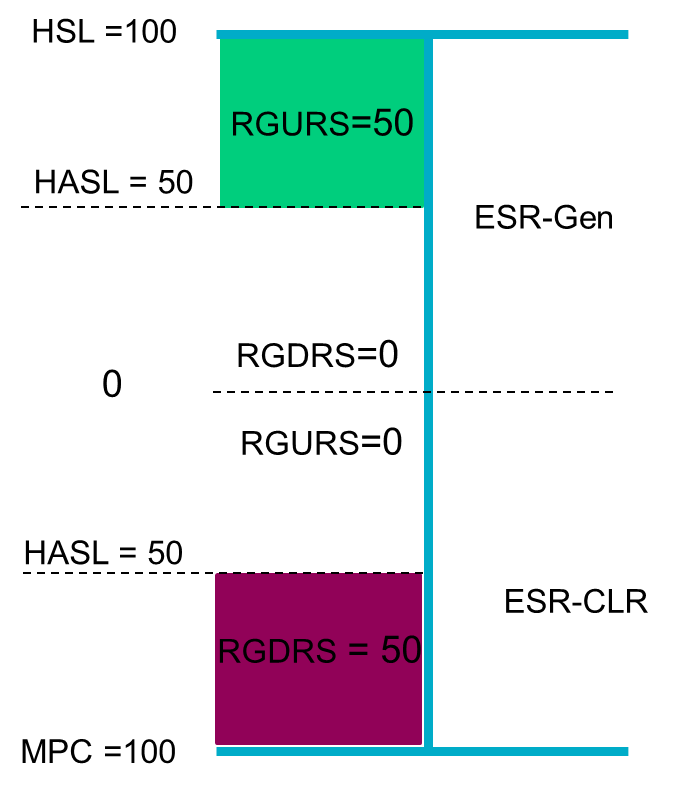 HSL =100
RGURS=50
HASL = 50
ESR-Gen
RGDRS=0
0
RGURS=0
HASL = 50
ESR-CLR
RGDRS = 50
MPC =100